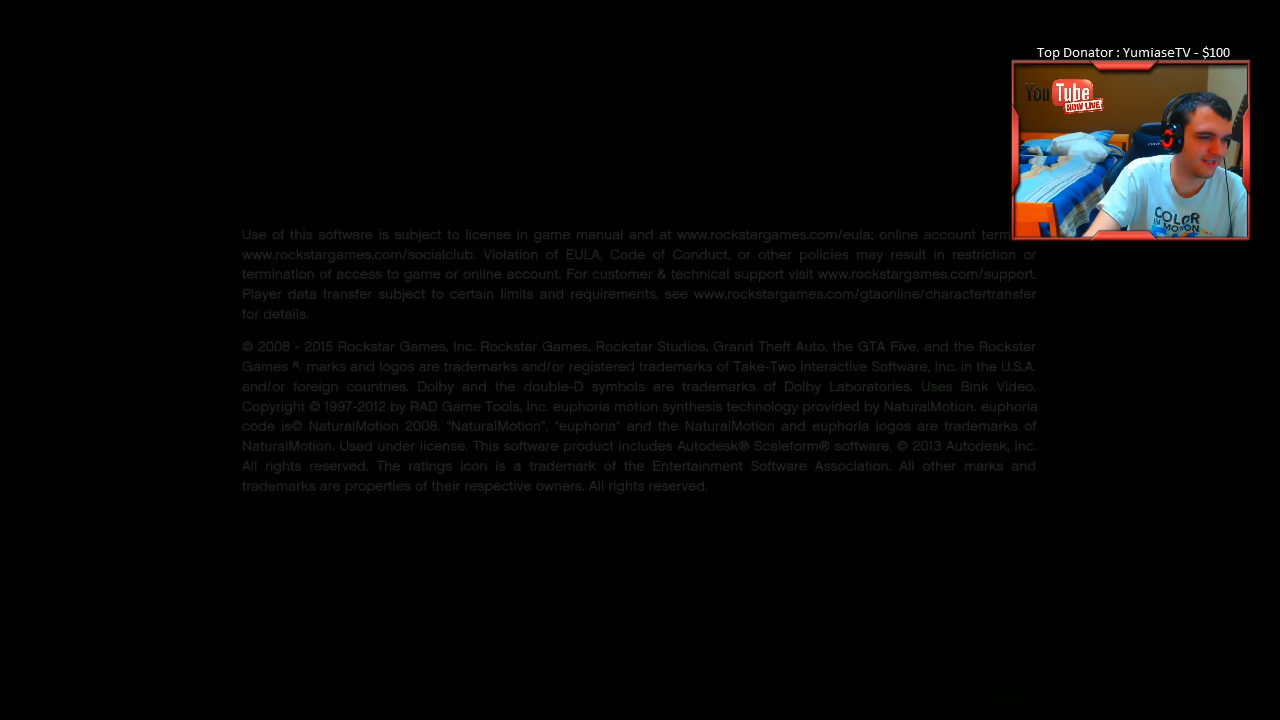 Top Donator : YumiaseTV - $100
You Tube
NOW LIVE
COLOR
IN MOTION
Use of this software is subject to license in game manual and at www.rockstargames.com/eula; online account term
www.rockstargames.com/socialclub. Violation of EULA, Code of Conduct, or other policies may result in restriction or
termination of access to game or online account. For customer & technical support visit www.rockstargames.com/support.
Player data transfer subject to certain limits and requirements, see www.rockstargames.com/gtaonline/charactertransfer
for details.
© 2008 - 2015 Rockstar Games, Inc. Rockstar Games, Rockstar Studios, Grand Theft Auto, the GTA Five, and the Rockstar
Games R* marks and logos are trademarks and/or registered trademarks of Take-Two Interactive Software, Inc. in the U.S.A.
and/or foreign countries. Dolby and the double-D symbols are trademarks of Dolby Laboratories. Uses Bink Video.
Copyright © 1997-2012 by RAD Game Tools, Inc. euphoria motion synthesis technology provided by NaturalMotion. euphoria
code is© NaturalMotion 2008. "NaturalMotion", "euphoria" and the NaturalMotion and euphoria logos are trademarks of
NaturalMotion. Used under license. This software product includes Autodesk® Scaleform® software, © 2013 Autodesk, Inc.
All rights reserved. The ratings icon is a trademark of the Entertainment Software Association. All other marks and
trademarks are properties of their respective owners. All rights reserved.